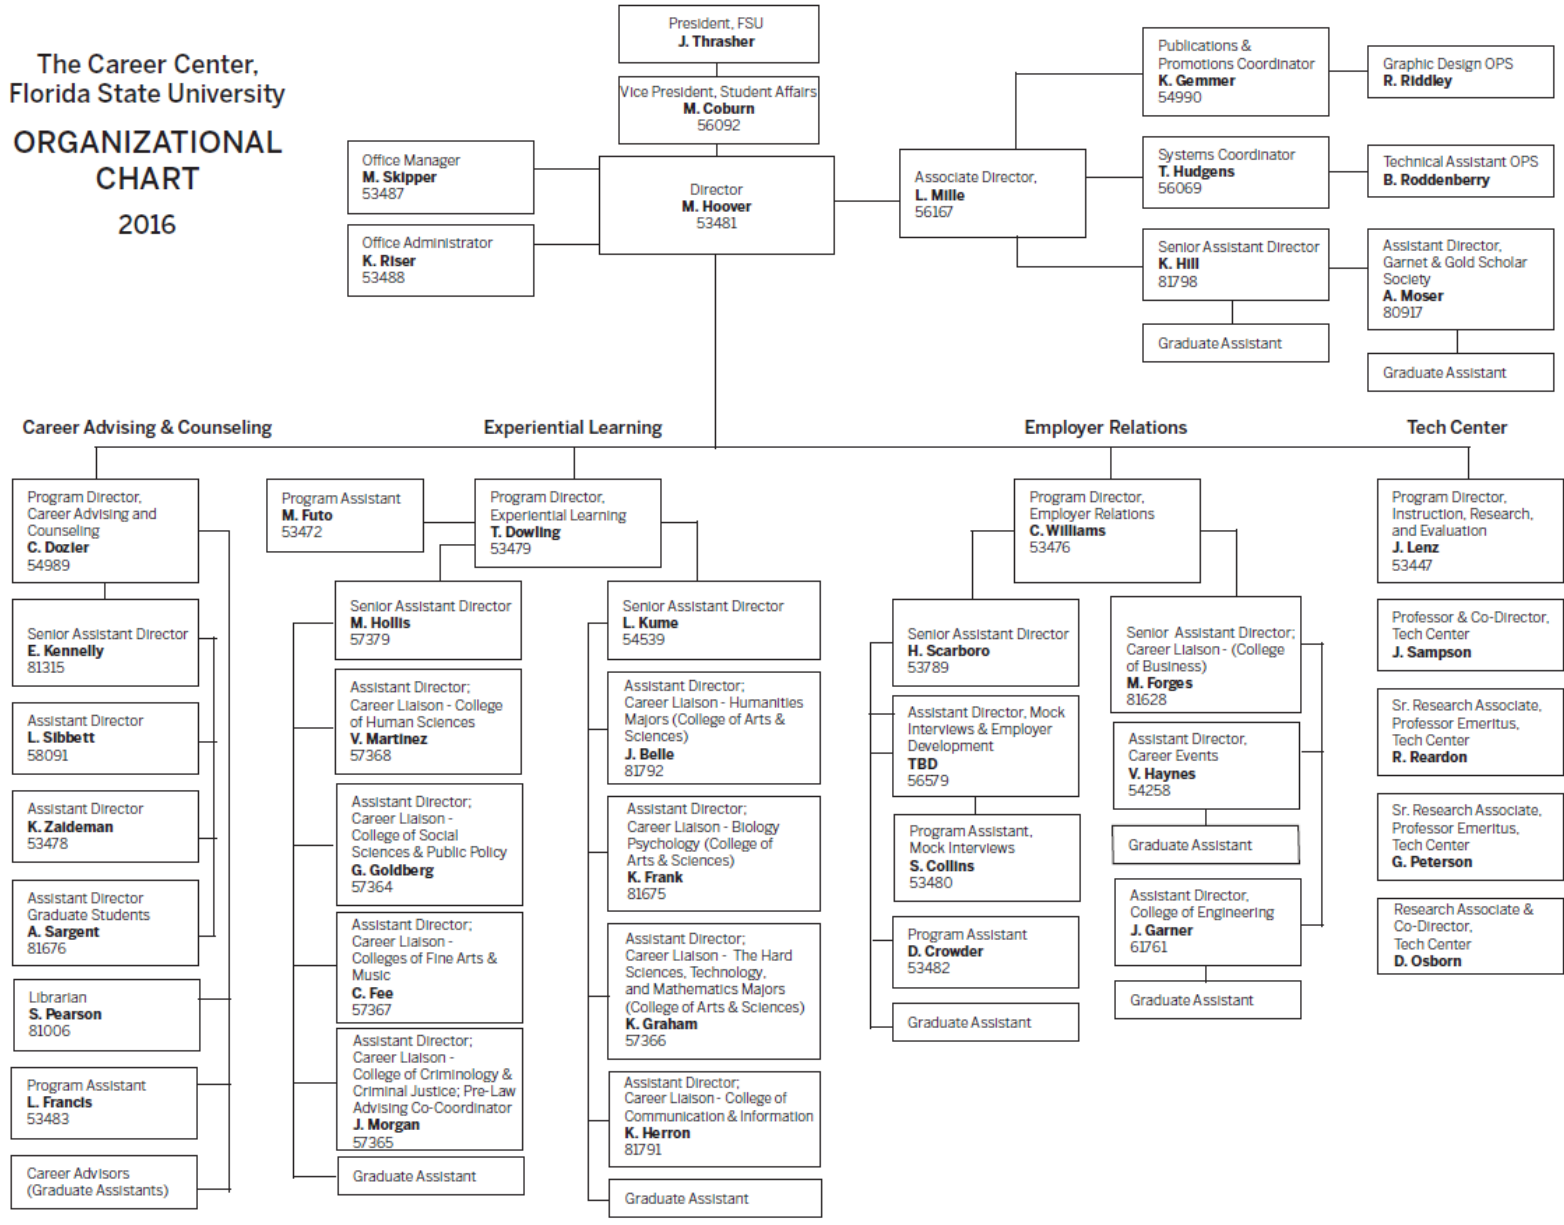 The Career Center,
Florida State University
ORGANIZATIONAL
CHART
2016
President, FSU
J. Thrasher
Vice President, Student Affairs
M. Coburn
56092
Office Manager
M. Skipper
53487
Office Administrator
K. Riser
53488
Director
M. Hoover
53481
Associate Director,
L. Mille
56167
Publications &
Promotions Coordinator
K. Gemmer
54990
Graphic Design OPS
R. Riddley
Systems Coordinator
T. Hudgens
56069
Technical Assistant OPS
B. Roddenberry
Senior Assistant Director
K. Hill
81798
Graduate Assistant
Assistant Director,
Garnet & Gold Scholar
Society
A. Moser
80917
Graduate Assistant
Career Advising & Counseling
Experiential Learning
Employer Relations
Tech Center
Program Director,
Career Advising and
Counseling
C. Dozier
54989
Senior Assistant Director
E. Kennelly
81315
Assistant Director
L. Sibbett
58091
Assistant Director
K. Zaideman
53478
Assistant Director
Graduate Students
A. Sargent
81676
Librarian
S. Pearson
81006
Program Assistant
L. Francis
53483
Career Advisors
(Graduate Assistants)
Program Assistant
M. Futo
53472
Program Director,
Experiential Learning
T. Dowling
53479
Senior Assistant Director
M. Hollis
57379
Assistant Director;
Career Liaison - College
of Human Sciences
V. Martinez
57368
Assistant Director;
Career Liaison -
College of Social
Sciences & Public Policy
G. Goldberg
57364
Assistant Director;
Career Liaison -
Colleges of Fine Arts &
Music
C. Fee
57367
Assistant Director;
Career Liaison -
College of Criminology &
Criminal Justice; Pre-Law
Advising Co-Coordinator
J. Morgan
57365
Graduate Assistant
Senior Assistant Director
L. Kume
54539
Assistant Director;
Career Liaison - Humanities
Majors (College of Arts &
Sciences)
J. Belle
81792
Assistant Director;
Career Liaison - Biology
Psychology (College of
Arts & Sciences)
K. Frank
81675
Assistant Director;
Career Liaison - The Hard
Sciences, Technology,
and Mathematics Majors
(College of Arts & Sciences)
K. Graham
57366
Assistant Director;
Career Liaison - College of
Communication & Information
K. Herron
81791
Graduate Assistant
Program Director,
Employer Relations
C. Williams
53476
Senior Assistant Director
H. Scarboro
53789
Assistant Director, Mock
Interviews & Employer
Development
TBD
56579
Program Assistant,
Mock Interviews
S. Collins
53480
Program Assistant
D. Crowder
53482
Graduate Assistant
Senior Assistant Director;
Career Liaison - (College
of Business)
M. Forges
81628
Assistant Director,
Career Events
V. Haynes
54258
Graduate Assistant
Assistant Director,
College of Engineering
J. Garner
61761
Graduate Assistant
Program Director,
Instruction, Research,
and Evaluation
J. Lenz
53447
Professor & Co-Director,
Tech Center
J. Sampson
Sr. Research Associate,
Professor Emeritus,
Tech Center
R. Reardon
Sr. Research Associate,
Professor Emeritus,
Tech Center
G. Peterson
Research Associate &
Co-Director,
Tech Center
D. Osborn